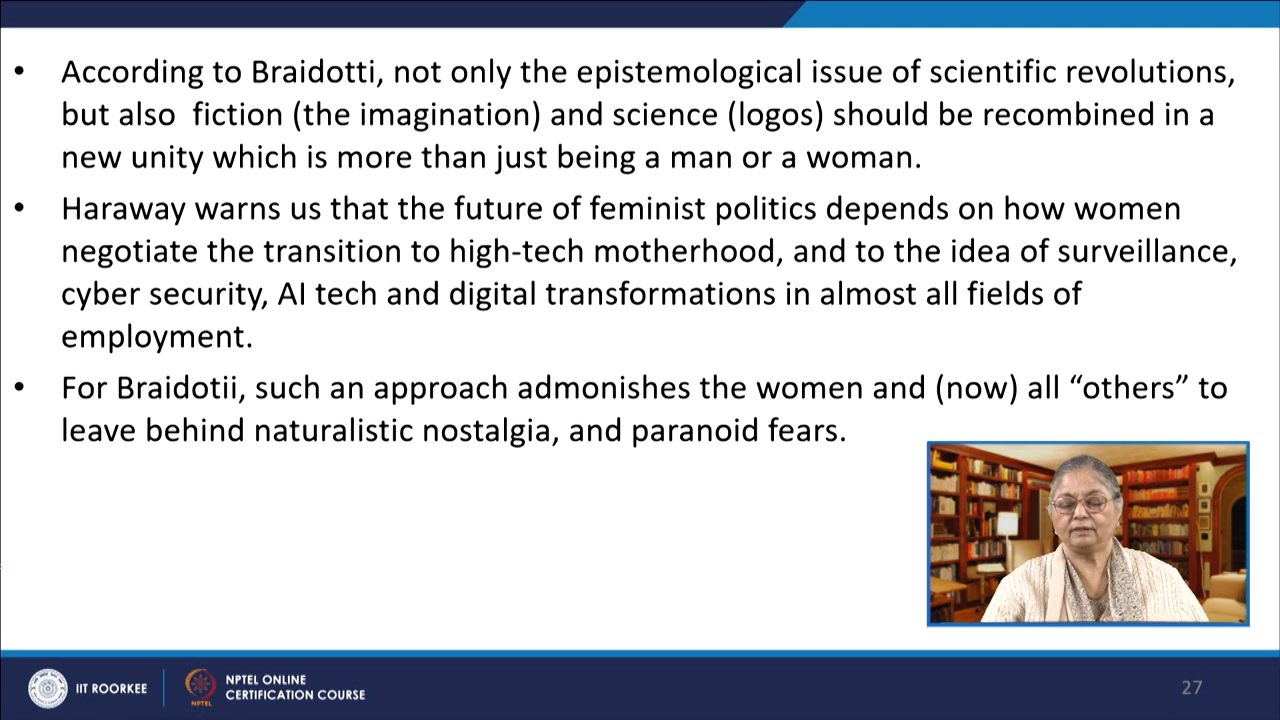 • According to Braidotti, not only the epistemological issue of scientific revolutions,
but also fiction (the imagination) and science (logos) should be recombined in a
new unity which is more than just being a man or a woman.
• Haraway warns us that the future of feminist politics depends on how women
negotiate the transition to high-tech motherhood, and to the idea of surveillance,
cyber security, AI tech and digital transformations in almost all fields of
employment.
• For Braidotii, such an approach admonishes the women and (now) all “others” to
leave behind naturalistic nostalgia, and paranoid fears.
IIT ROORKEE
NPTEL
NPTEL ONLINE
CERTIFICATION COURSE
27